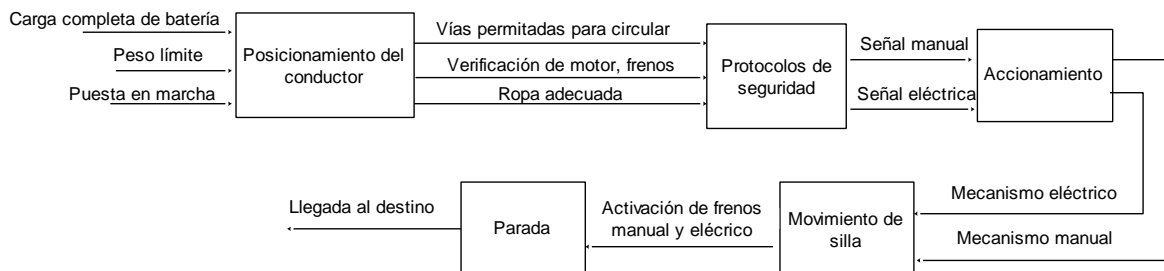 Carga completa de batería
Peso límite
Puesta en marcha
Posicionamiento del
conductor
Vías permitadas para circular
Verificación de motor, frenos
Ropa adecuada
Protocolos de
seguridad
Señal manual
Señal eléctrica
Accionamiento
Mecanismo eléctrico
Mecanismo manual
Movimiento de
silla
Activación de frenos
manual y elécrico
Parada
Llegada al destino